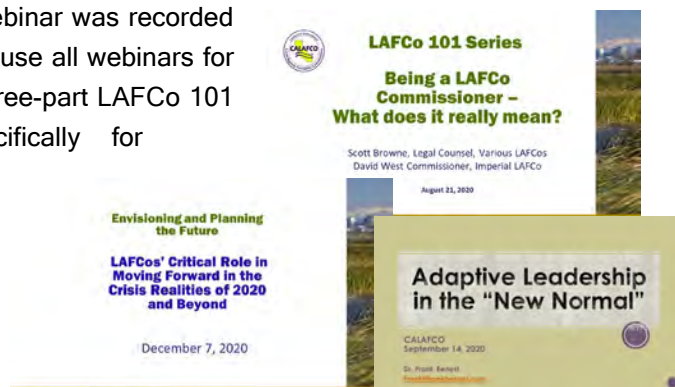 ebinar was recorded
use all webinars for
ree-part LAFCo 101
cifically for
CALAFCO
LAFCo 101 Series
Being a LAFCo
Commissioner –
What does it really mean?
Scott Browne, Legal Counsel, Various LAFCos
David West Commissioner, Imperial LAFCo
August 21, 2020
Envisioning and Planning
the Future
LAFCos' Critical Role in
Moving Forward in the
Crisis Realities of 2020
and Beyond
December 7, 2020
Adaptive Leadership
in the “New Normal”
CALAFCO
September 14, 2020
Dr. Frank Benest